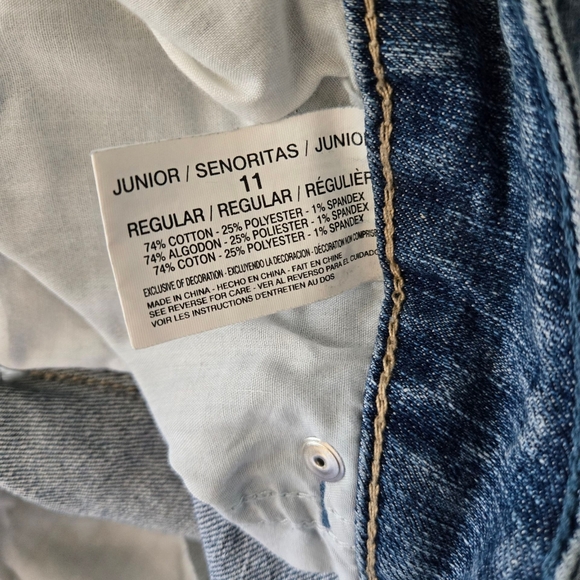 JUNIOR / SENORITAS / JUNIO
11
REGULAR / REGULAR / RÉGULIÈR
74% COTTON - 25% POLYESTER - 1% SPANDEX
74% ALGODON - 25% POLIESTER - 1% SPANDEX
74% COTON - 25% POLYESTER - 1% SPANDEX
EXCLUSIVE OF DECORATION - EXCLUYENDO LA DECORACION - DÉCORATION NON COMPRISE
MADE IN CHINA - HECHO EN CHINA - FAIT EN CHINE
SEE REVERSE FOR CARE - VER AL REVERSO PARA EL CUIDADO
VOIR LES INSTRUCTIONS D'ENTRETIEN AU DOS